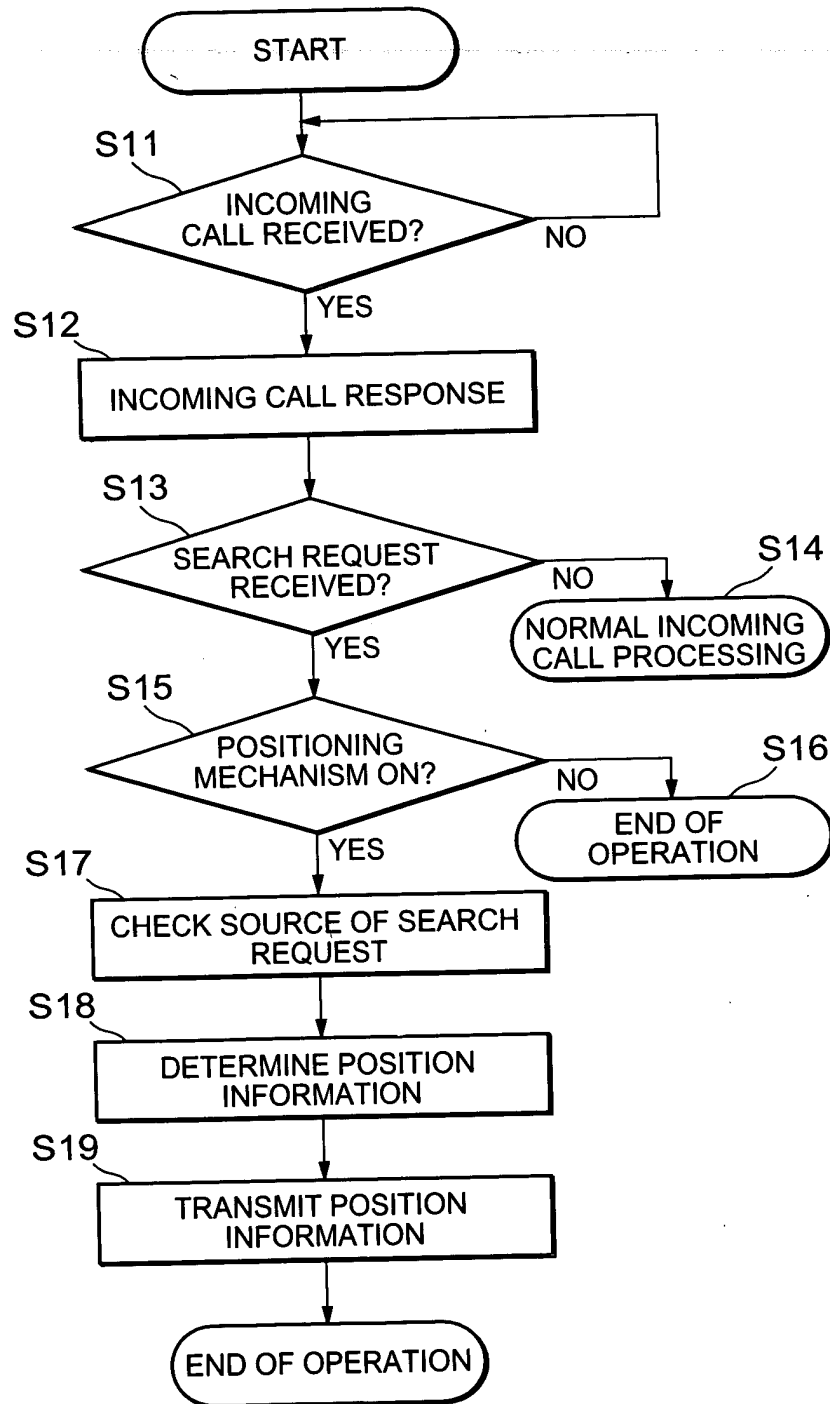 START
S11
INCOMING
CALL RECEIVED?
NO
YES
S12
INCOMING CALL RESPONSE
S13
SEARCH REQUEST
RECEIVED?
NO
S14
NORMAL INCOMING
CALL PROCESSING
YES
S15
POSITIONING
MECHANISM ON?
NO
S16
END OF
OPERATION
YES
S17
CHECK SOURCE OF SEARCH
REQUEST
S18
DETERMINE POSITION
INFORMATION
S19
TRANSMIT POSITION
INFORMATION
END OF OPERATION